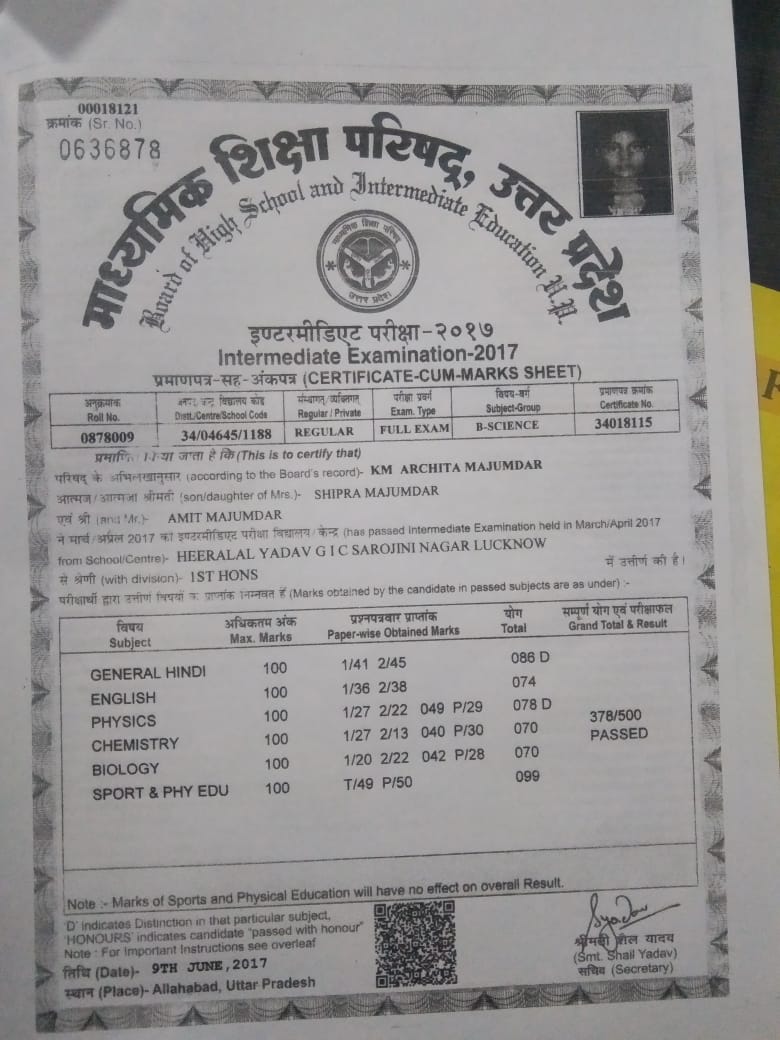 00018121
क्रमांक (Sr. No.)
0636878
माध्यमिक शिक्षा परिषद्, उत्तर प्रदेश
Board of High School and Intermediate Education U.P.
माध्यमिक शिक्षा परिषद्
उत्तर प्रदेश
इण्टरमीडिएट परीक्षा-२०१७
Intermediate Examination-2017
प्रमाणपत्र-सह-अंकपत्र (CERTIFICATE-CUM-MARKS SHEET)
अनुक्रमांक Roll No. विद्यालय कोड Distt./Centre/School Code संस्थागत/व्यक्तिगत Regular / Private परीक्षा प्रवर्ग Exam. Type विषय-वर्ग Subject-Group प्रमाणपत्र क्रमांक Certificate No.
0878009 34/04645/1188 REGULAR FULL EXAM B-SCIENCE 34018115
जाता है कि (This is to certify that)
परिषद के अभिलेखानुसार (according to the Board's record)- KM ARCHITA MAJUMDAR
आत्मज/आत्मजा श्रीमती (son/daughter of Mrs.)- SHIPRA MAJUMDAR
एवं श्री (and Mr.)- AMIT MAJUMDAR
ने मार्च/अप्रैल 2017 की इण्टरमीडिएट परीक्षा विद्यालय/केन्द्र (has passed Intermediate Examination held in March/April 2017
from School/Centre)- HEERALAL YADAV G I C SAROJINI NAGAR LUCKNOW में उत्तीर्ण की है।
से श्रेणी (with division)- 1ST HONS
परीक्षार्थी द्वारा उत्तीर्ण विषयों के प्राप्तांक निम्नवत हैं (Marks obtained by the candidate in passed subjects are as under) :-
विषय अधिकतम अंक प्रश्नपत्रवार प्राप्तांक योग सम्पूर्ण योग एवं परीक्षाफल
Subject Max. Marks Paper-wise Obtained Marks Total Grand Total & Result
GENERAL HINDI 100 1/41 2/45 086 D
ENGLISH 100 1/36 2/38 074
PHYSICS 100 1/27 2/22 049 P/29 078 D 378/500
CHEMISTRY 100 1/27 2/13 040 P/30 070 PASSED
BIOLOGY 100 1/20 2/22 042 P/28 070
SPORT & PHY EDU 100 T/49 P/50 099
Note :- Marks of Sports and Physical Education will have no effect on overall Result.
'D' indicates Distinction in that particular subject,
'HONOURS' indicates candidate "passed with honour"
Note : For Important Instructions see overleaf
तिथि (Date)- 9TH JUNE, 2017
स्थान (Place)- Allahabad, Uttar Pradesh
श्रीमती शैल यादव
(Smt. Shail Yadav)
सचिव (Secretary)